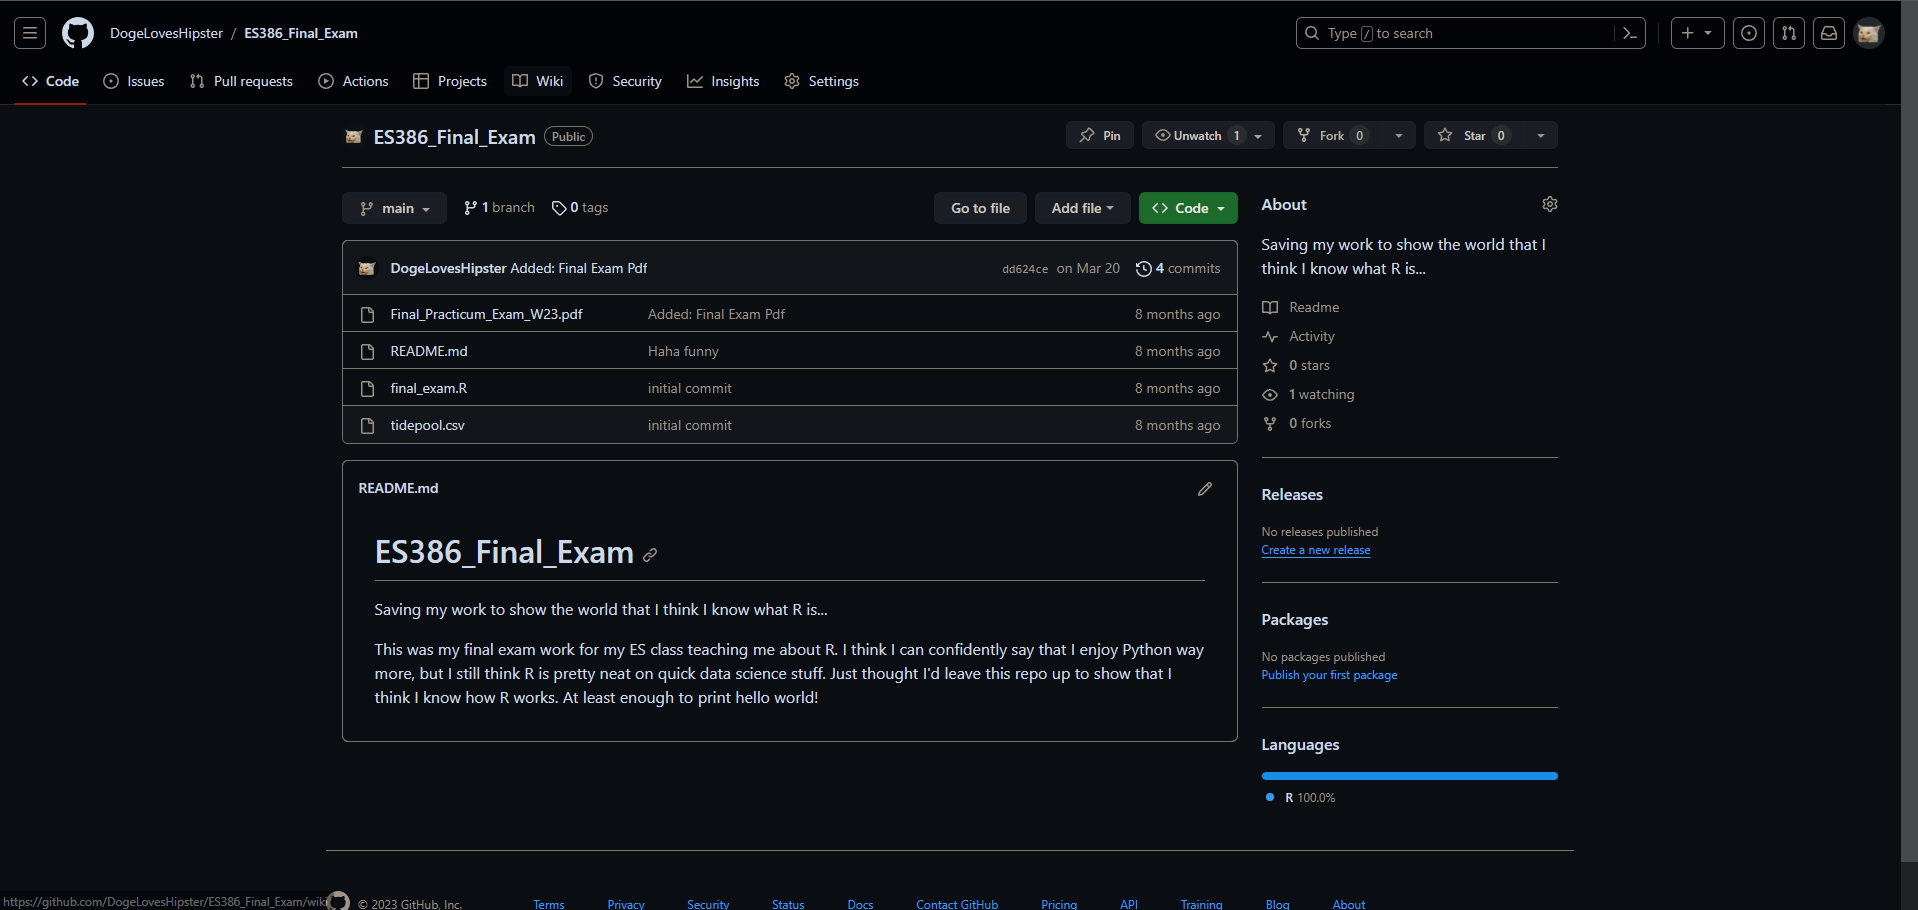 DogeLovesHipster / ES386_Final_Exam
Type / to search
Code Issues Pull requests Actions Projects Wiki Security Insights Settings
ES386_Final_Exam Public
Pin Unwatch 1 Fork 0 Star 0
main 1 branch 0 tags Go to file Add file Code
DogeLovesHipster Added: Final Exam Pdf dd624ce on Mar 20 4 commits
Final_Practicum_Exam_W23.pdf Added: Final Exam Pdf 8 months ago
README.md Haha funny 8 months ago
final_exam.R initial commit 8 months ago
tidepool.csv initial commit 8 months ago
README.md
ES386_Final_Exam
Saving my work to show the world that I think I know what R is...
This was my final exam work for my ES class teaching me about R. I think I can confidently say that I enjoy Python way
more, but I still think R is pretty neat on quick data science stuff. Just thought I'd leave this repo up to show that I
think I know how R works. At least enough to print hello world!
About
Saving my work to show the world that I
think I know what R is...
Readme
Activity
0 stars
1 watching
0 forks
Releases
No releases published
Create a new release
Packages
No packages published
Publish your first package
Languages
R 100.0%
https://github.com/DogeLovesHipster/ES386_Final_Exam/wiki
© 2023 GitHub, Inc. Terms Privacy Security Status Docs Contact GitHub Pricing API Training Blog About